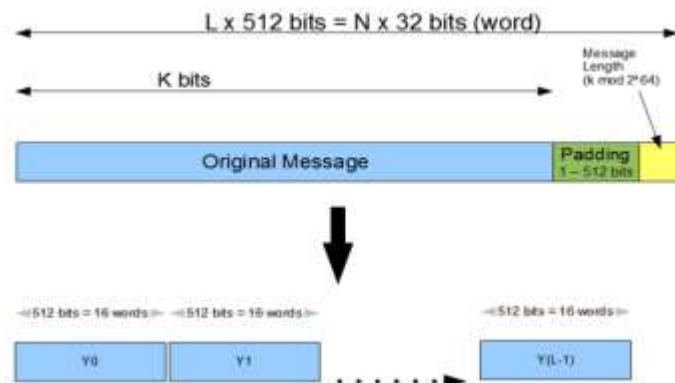 L x 512 bits = N x 32 bits (word)
Message
Length
(k mod 2^64)
K bits
Original Message
Padding
1 – 512 bits
512 bits = 16 words
512 bits = 16 words
512 bits = 16 words
Y0
Y1
Y(L-1)